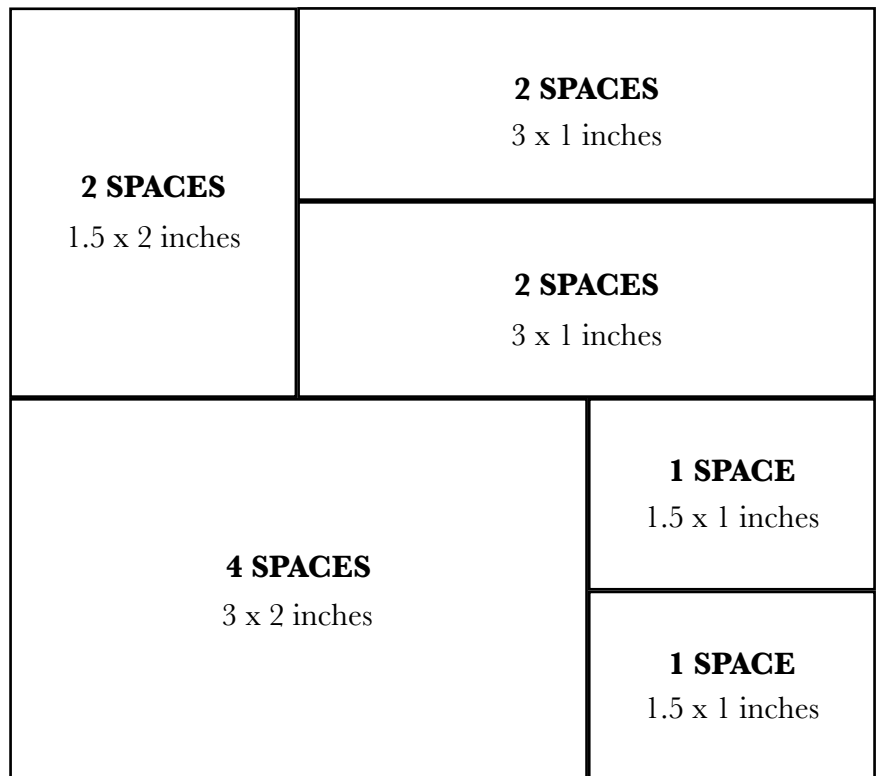 2 SPACES
1.5 x 2 inches
2 SPACES
3 x 1 inches
2 SPACES
3 x 1 inches
4 SPACES
3 x 2 inches
1 SPACE
1.5 x 1 inches
1 SPACE
1.5 x 1 inches